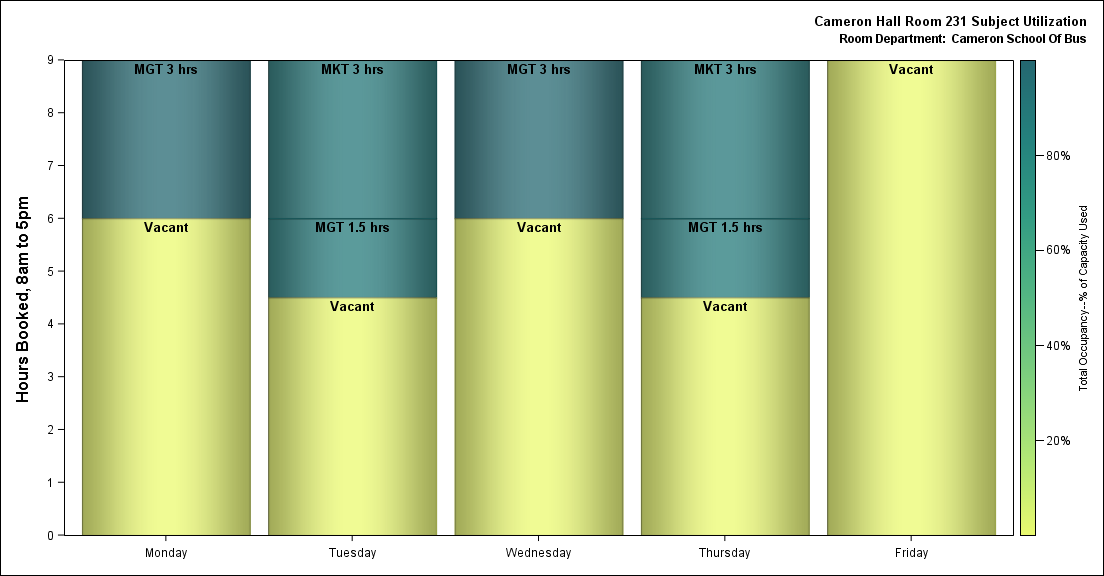 Cameron Hall Room 231 Subject Utilization
Room Department: Cameron School Of Bus
Hours Booked, 8am to 5pm
9
8
7
6
5
4
3
2
1
0
MGT 3 hrs
Vacant
MKT 3 hrs
MGT 1.5 hrs
Vacant
MGT 3 hrs
Vacant
MKT 3 hrs
MGT 1.5 hrs
Vacant
Vacant
Monday
Tuesday
Wednesday
Thursday
Friday
80%
60%
40%
20%
Total Occupancy--% of Capacity Used